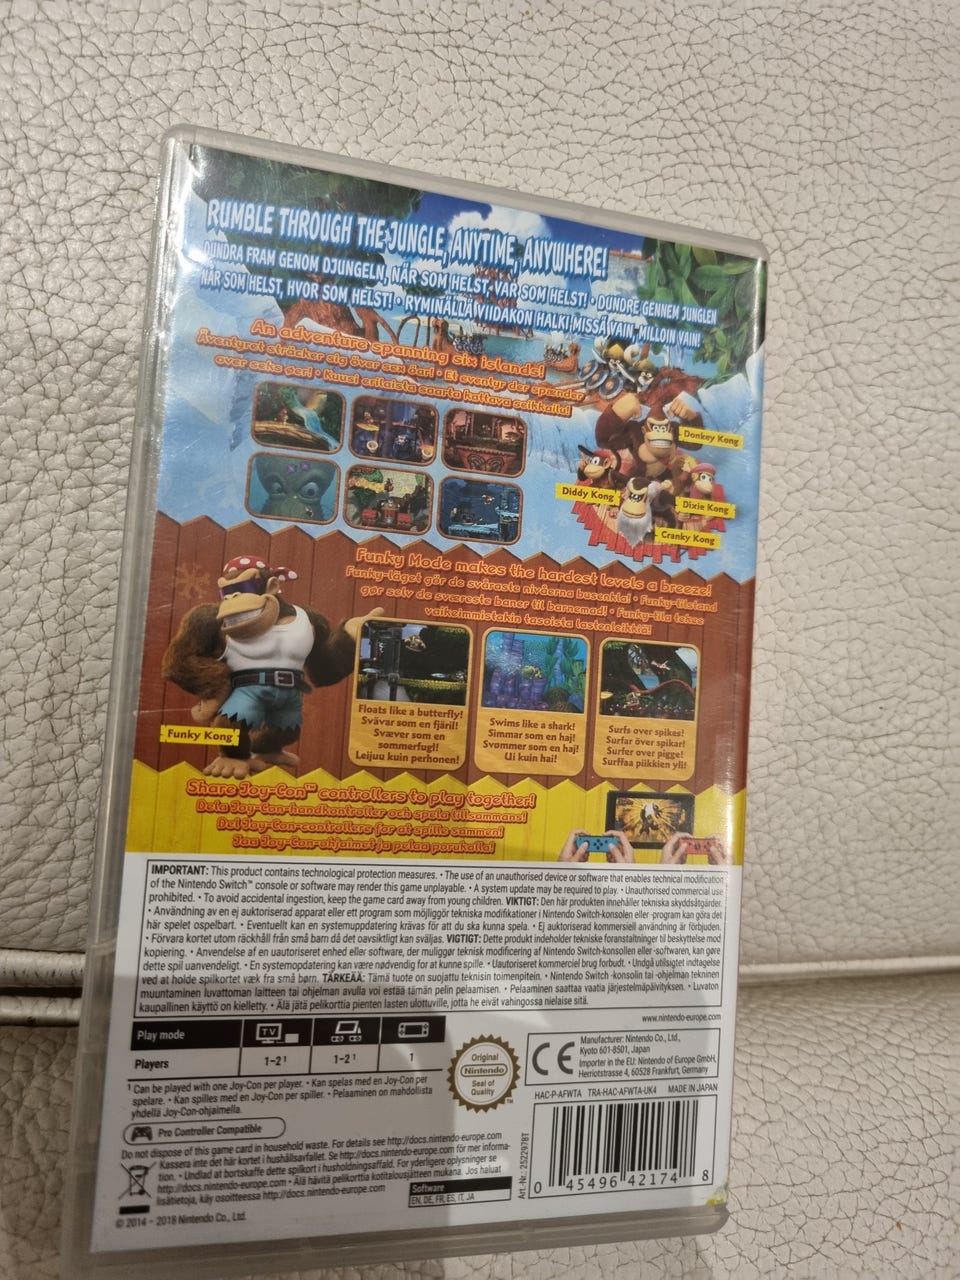 RUMBLE THROUGH THE JUNGLE, ANYTIME, ANYWHERE!
DUNDRA FRAM GENOM DJUNGELN, NÄR SOM HELST, VAR SOM HELST! • DUNDRE GENNEM JUNGLEN
NÅR SOM HELST, HVOR SOM HELST! • RYMINÄLLÄ VIIDAKON HALKI MISSÄ VAIN, MILLOIN VAIN!
An adventure spanning six islands!
Äventyret sträcker sig över sex öar! • Et eventyr der spænder
over seks øer! • Kuusi erilaista saarta kattava seikkailu!
Donkey Kong
Diddy Kong
Dixie Kong
Cranky Kong
Funky Mode makes the hardest levels a breeze!
Funky-läget gör de svåraste nivåerna busenkla! • Funky-tilstand
gør selv de sværeste baner til barnemad! • Funky-tila tekee
vaikeimmistakin tasoista lastenleikkiä!
Funky Kong
Floats like a butterfly!
Svävar som en fjäril!
Svæver som en
sommerfugl!
Leijuu kuin perhonen!
Swims like a shark!
Simmar som en haj!
Svømmer som en haj!
Ui kuin hai!
Surfs over spikes!
Surfar över spikar!
Surfer over pigge!
Surffaa piikkien yli!
Share Joy-Con™ controllers to play together!
Dela Joy-Con-handkontroller och spela tillsammans!
Del Joy-Con-controllere for at spille sammen!
Jaa Joy-Con-ohjaimet ja pelaa porukalla!
IMPORTANT: This product contains technological protection measures. • The use of an unauthorised device or software that enables technical modification
of the Nintendo Switch™ console or software may render this game unplayable. • A system update may be required to play. • Unauthorised commercial use
prohibited. • To avoid accidental ingestion, keep the game card away from young children. VIKTIGT: Den här produkten innehåller tekniska skyddsåtgärder.
• Användning av en ej auktoriserad apparat eller ett program som möjliggör tekniska modifikationer i Nintendo Switch-konsolen eller -program kan göra det
här spelet ospelbart. • Eventuellt kan en systemuppdatering krävas för att du ska kunna spela. • Ej auktoriserad kommersiell användning är förbjuden.
• Förvara kortet utom räckhåll från små barn då det oavsiktligt kan sväljas. VIGTIGT: Dette produkt indeholder tekniske foranstaltninger til beskyttelse mod
kopiering. • Anvendelse af en uautoriseret enhed eller software, der muliggør teknisk modificering af Nintendo Switch-konsollen eller -softwaren, kan gøre
dette spil uanvendeligt. • En systemopdatering kan være nødvendig for at kunne spille. • Uautoriseret kommerciel brug forbudt. • Undgå utilsigtet indtagelse
ved at holde spilkortet væk fra små børn. TÄRKEÄÄ: Tämä tuote on suojattu teknisin toimenpitein. • Nintendo Switch -konsolin tai -ohjelman tekninen
muuntaminen luvattoman laitteen tai ohjelman avulla voi estää tämän pelin pelaamisen. • Pelaaminen saattaa vaatia järjestelmäpäivityksen. • Luvaton
kaupallinen käyttö on kielletty. • Älä jätä pelikorttia pienten lasten ulottuville, jotta he eivät vahingossa nielaise sitä.
www.nintendo-europe.com
Play mode
TV
Players
1-2¹
1-2¹
1
¹ Can be played with one Joy-Con per player. • Kan spelas med en Joy-Con per
spelare. • Kan spilles med en Joy-Con per spiller. • Pelaaminen on mahdollista
yhdellä Joy-Con-ohjaimella.
Pro Controller Compatible
Original
Nintendo
Seal of
Quality
TM
CE
Manufacturer: Nintendo Co., Ltd.,
Kyoto 601-8501, Japan
Importer in the EU: Nintendo of Europe GmbH,
Herriotstrasse 4, 60528 Frankfurt, Germany
HAC-P-AFWTA TRA-HAC-AFWTA-UK4 MADE IN JAPAN
Do not dispose of this game card in household waste. For details see http://docs.nintendo-europe.com
Kassera inte det här kortet i hushållsavfallet. Se http://docs.nintendo-europe.com för mer informa-
tion. • Undlad at bortskaffe dette spilkort i husholdningsaffald. For yderligere oplysninger se
http://docs.nintendo-europe.com • Älä hävitä pelikorttia kotitalousjätteen mukana. Jos haluat
lisätietoja, käy osoitteessa http://docs.nintendo-europe.com
Software
EN, DE, FR, ES, IT, JA
Art.-Nr.: 2522978T
0 45496 42174 8
© 2014 – 2018 Nintendo Co., Ltd.